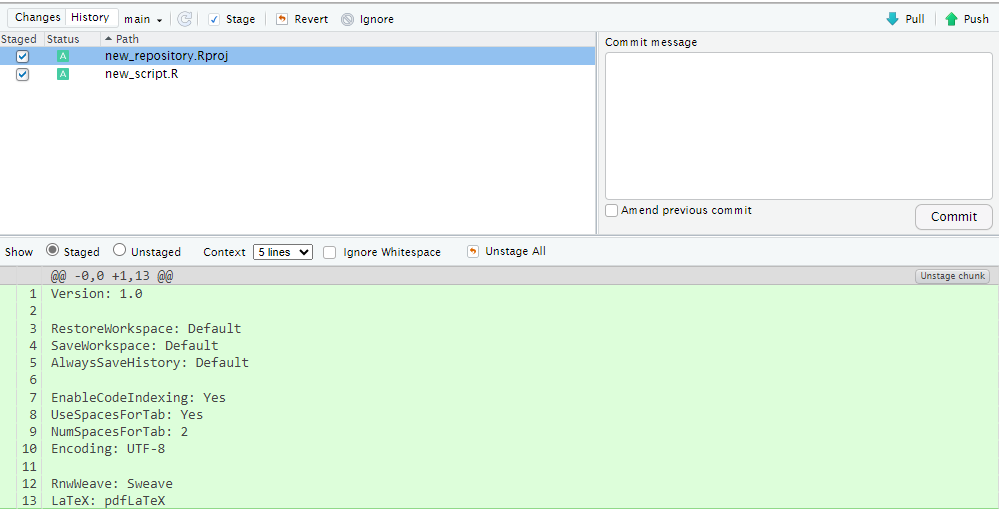 Changes History main Stage Revert Ignore Pull Push
Staged Status Path
A new_repository.Rproj
A new_script.R
Commit message
Amend previous commit
Commit
Show Staged Unstaged Context 5 lines Ignore Whitespace Unstage All
@@ -0,0 +1,13 @@ Unstage chunk
1 Version: 1.0
2
3 RestoreWorkspace: Default
4 SaveWorkspace: Default
5 AlwaysSaveHistory: Default
6
7 EnableCodeIndexing: Yes
8 UseSpacesForTab: Yes
9 NumSpacesForTab: 2
10 Encoding: UTF-8
11
12 RnwWeave: Sweave
13 LaTeX: pdfLaTeX